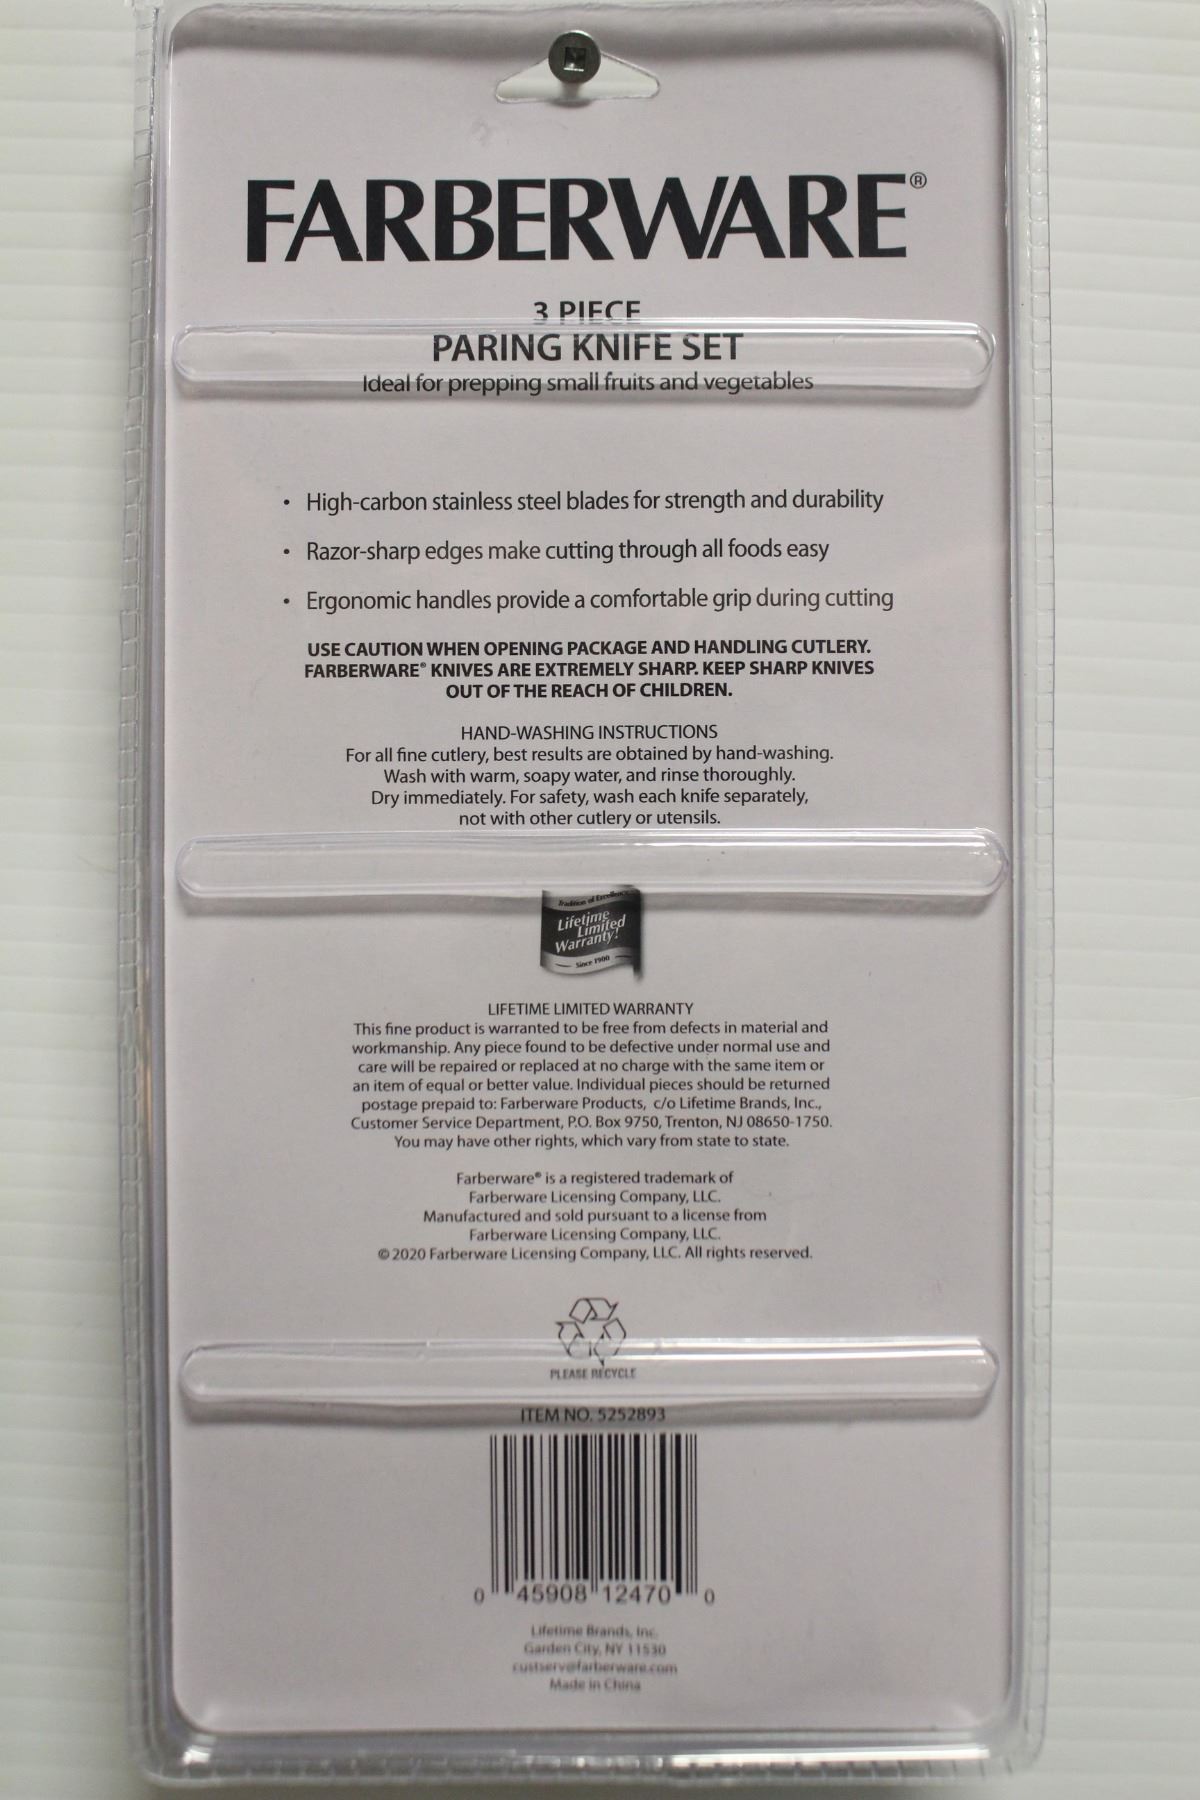 FARBERWARE®
3 PIECE
PARING KNIFE SET
Ideal for prepping small fruits and vegetables
• High-carbon stainless steel blades for strength and durability
• Razor-sharp edges make cutting through all foods easy
• Ergonomic handles provide a comfortable grip during cutting
USE CAUTION WHEN OPENING PACKAGE AND HANDLING CUTLERY.
FARBERWARE® KNIVES ARE EXTREMELY SHARP. KEEP SHARP KNIVES
OUT OF THE REACH OF CHILDREN.
HAND-WASHING INSTRUCTIONS
For all fine cutlery, best results are obtained by hand-washing.
Wash with warm, soapy water, and rinse thoroughly.
Dry immediately. For safety, wash each knife separately,
not with other cutlery or utensils.
Tradition of Excellence
Lifetime
Limited
Warranty!
Since 1900
LIFETIME LIMITED WARRANTY
This fine product is warranted to be free from defects in material and
workmanship. Any piece found to be defective under normal use and
care will be repaired or replaced at no charge with the same item or
an item of equal or better value. Individual pieces should be returned
postage prepaid to: Farberware Products, c/o Lifetime Brands, Inc.,
Customer Service Department, P.O. Box 9750, Trenton, NJ 08650-1750.
You may have other rights, which vary from state to state.
Farberware® is a registered trademark of
Farberware Licensing Company, LLC.
Manufactured and sold pursuant to a license from
Farberware Licensing Company, LLC.
© 2020 Farberware Licensing Company, LLC. All rights reserved.
PLEASE RECYCLE
ITEM NO. 5252893
0 45908 12470 0
Lifetime Brands, Inc.
Garden City, NY 11530
custserv@farberware.com
Made in China